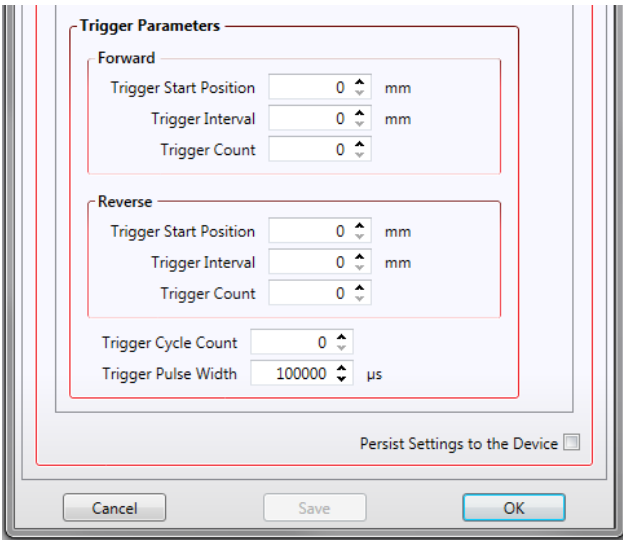 Trigger Parameters
Forward
Trigger Start Position 0 mm
Trigger Interval 0 mm
Trigger Count 0
Reverse
Trigger Start Position 0 mm
Trigger Interval 0 mm
Trigger Count 0
Trigger Cycle Count 0
Trigger Pulse Width 100000 µs
Persist Settings to the Device
Cancel Save OK